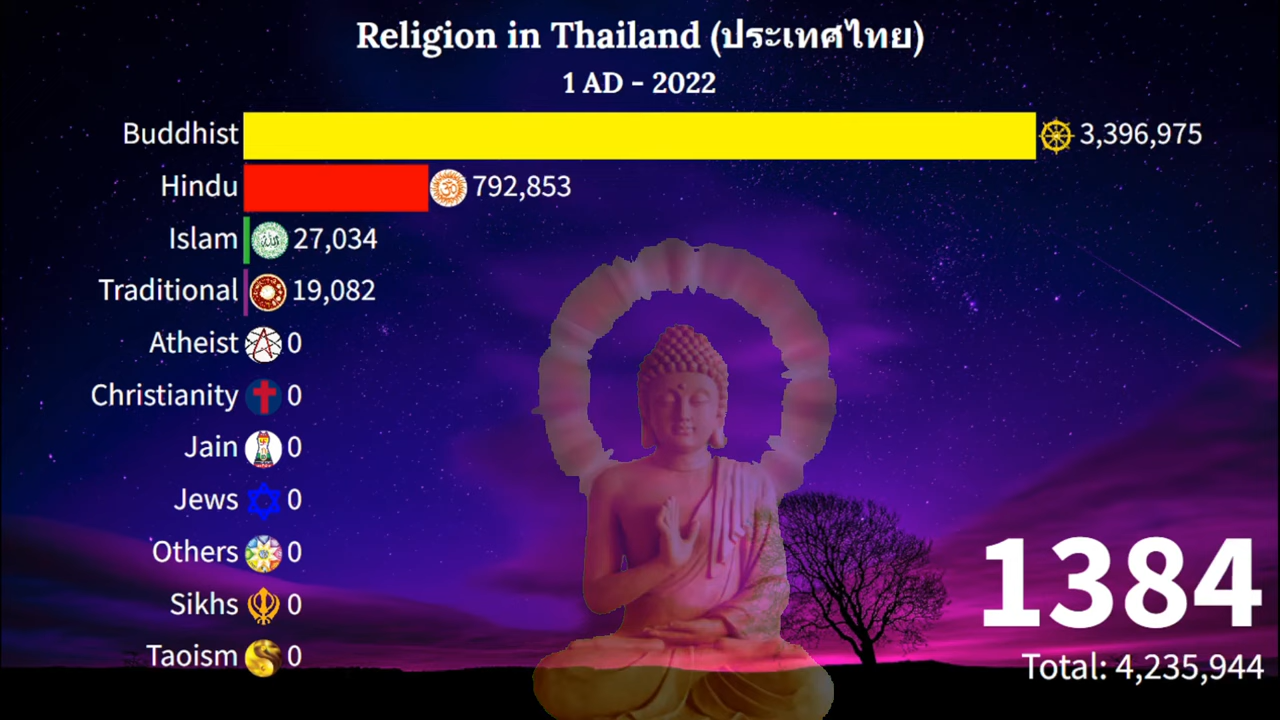 Religion in Thailand (ประเทศไทย)
1 AD - 2022
Buddhist 3,396,975
Hindu 792,853
Islam 27,034
Traditional 19,082
Atheist 0
Christianity 0
Jain 0
Jews 0
Others 0
Sikhs 0
Taoism 0
1384
Total: 4,235,944